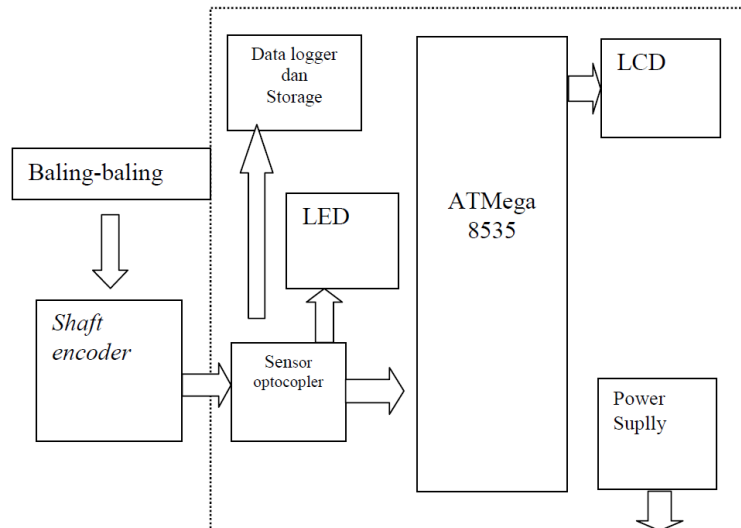 Data logger
dan
Storage
LCD
Baling-baling
LED
ATMega
8535
Shaft
encoder
Sensor
optocopler
Power
Suplly